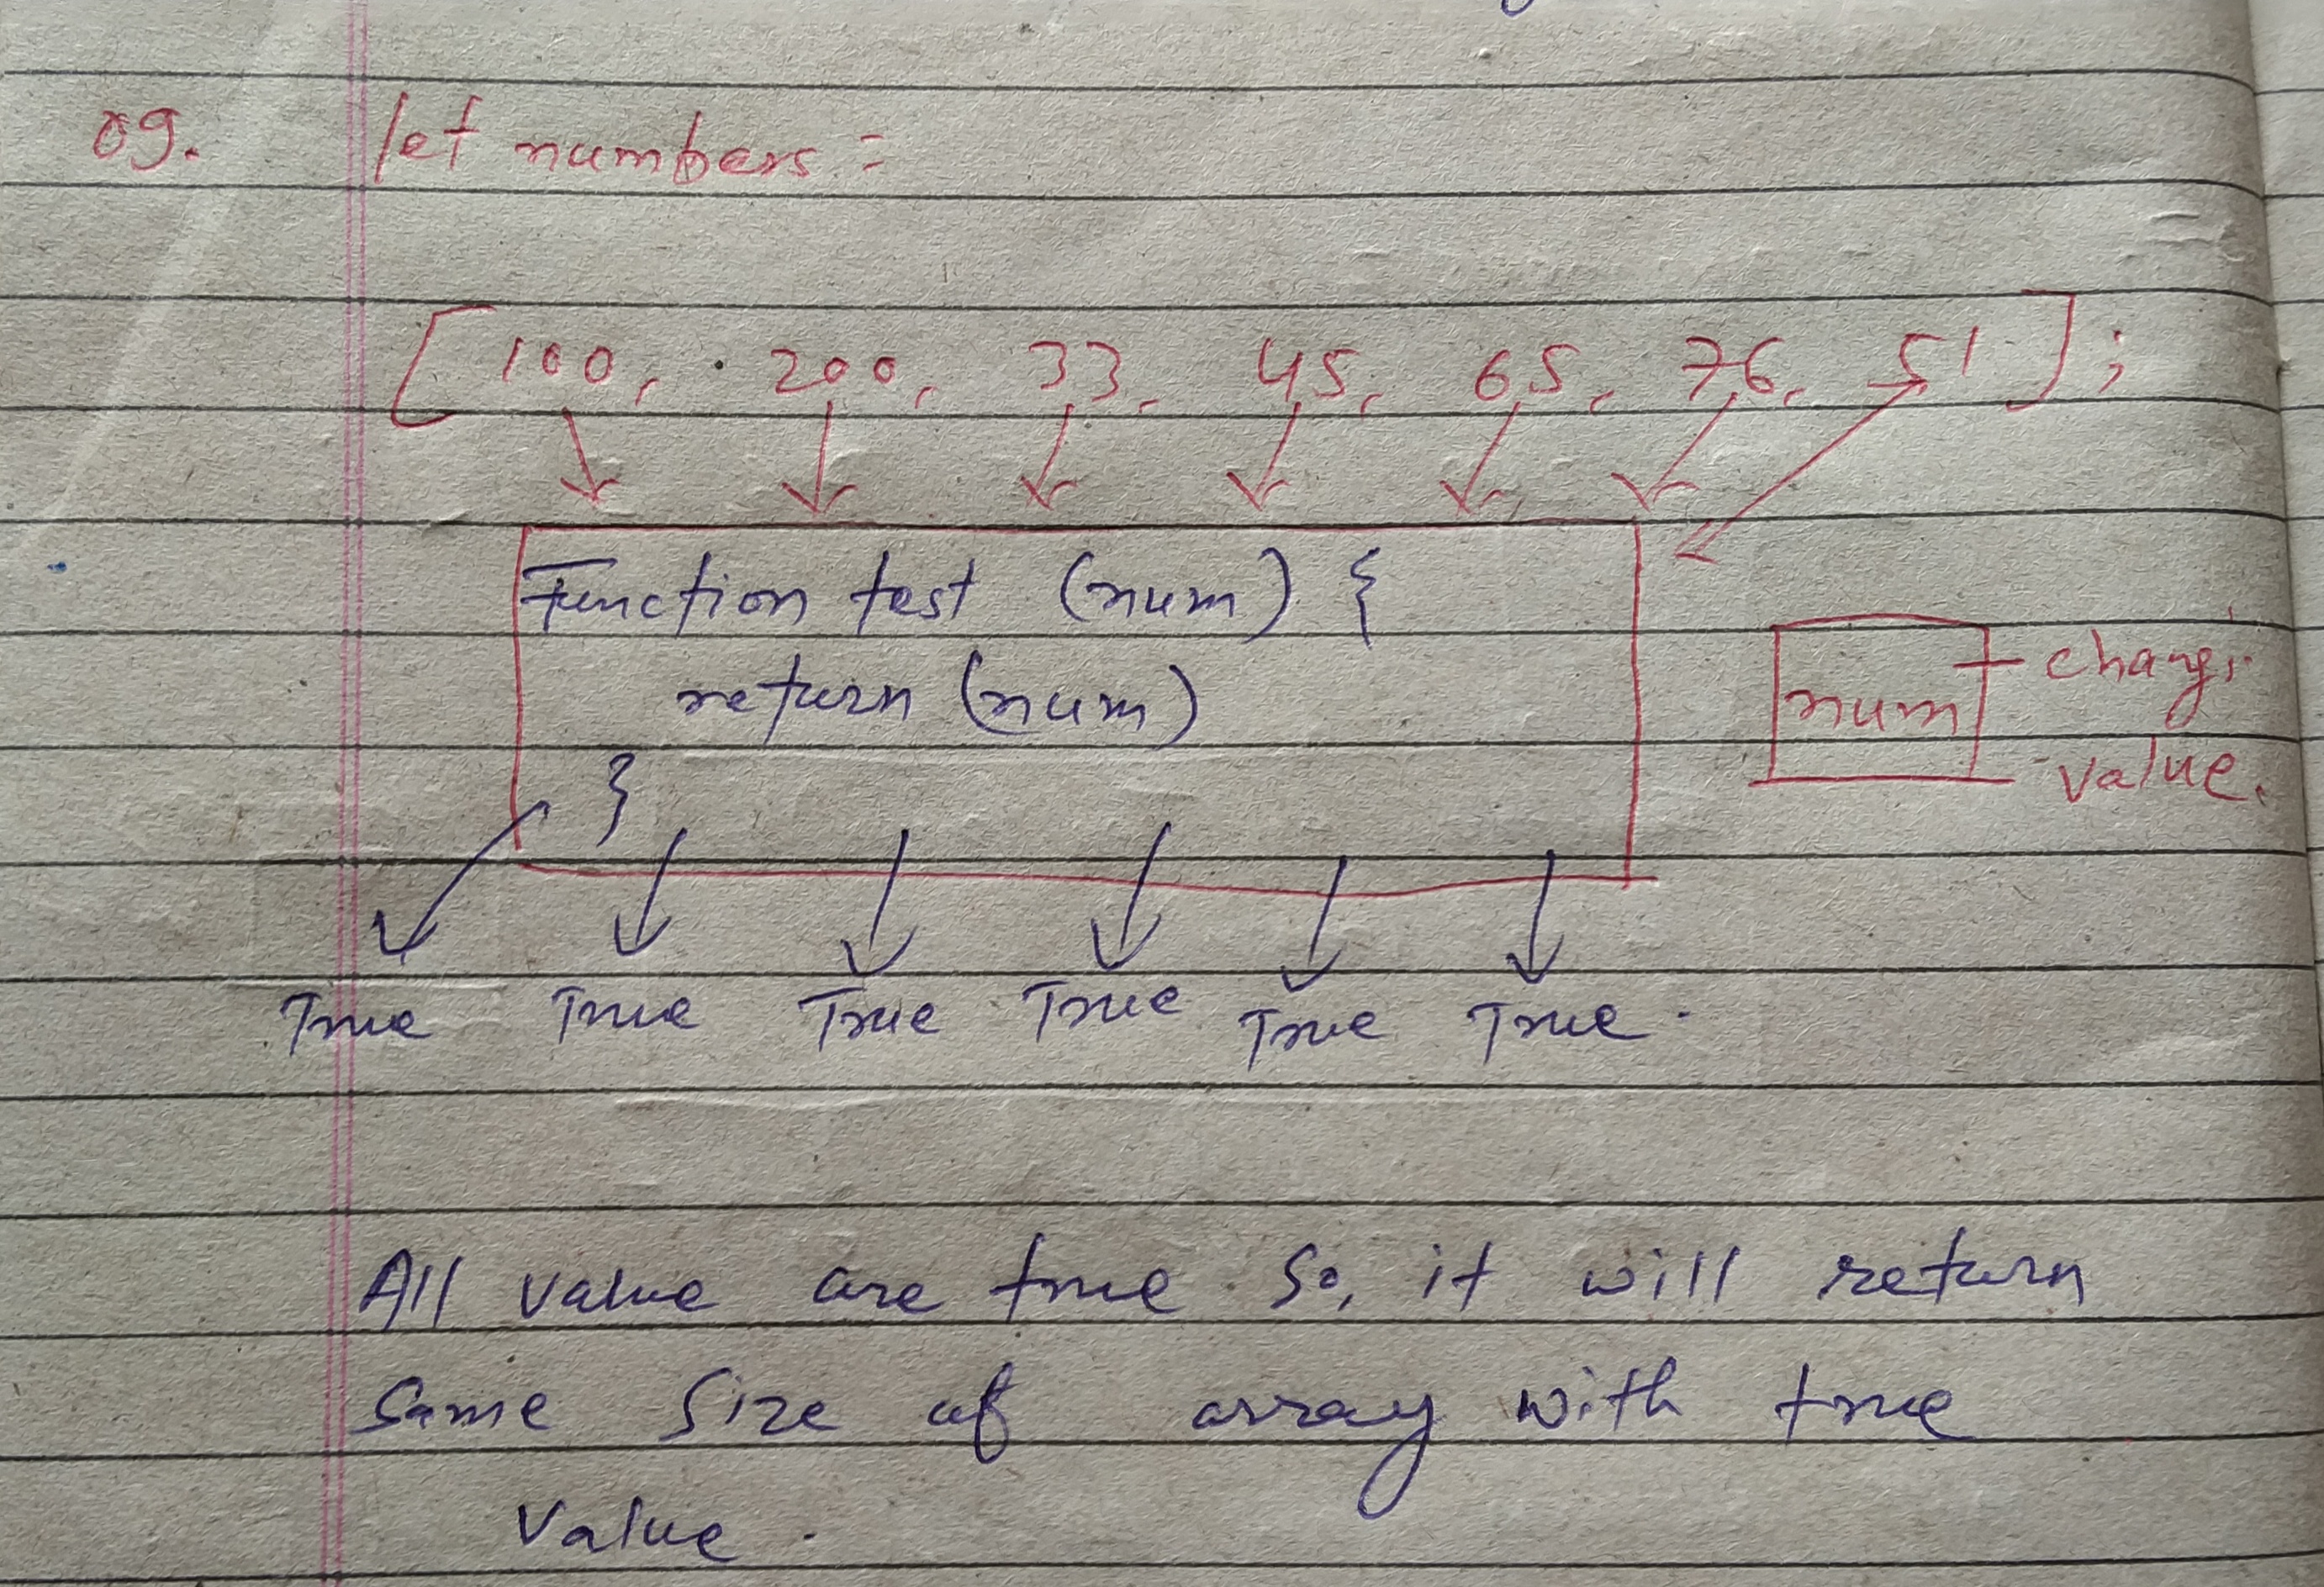 09. let numbers =
[ 100, 200, 33, 45, 65, 76, 51 ];
Function test (num) {
return (num)
}
num
value.
True True True True True True.
All value are true so, it will return
same size of array with true
value.